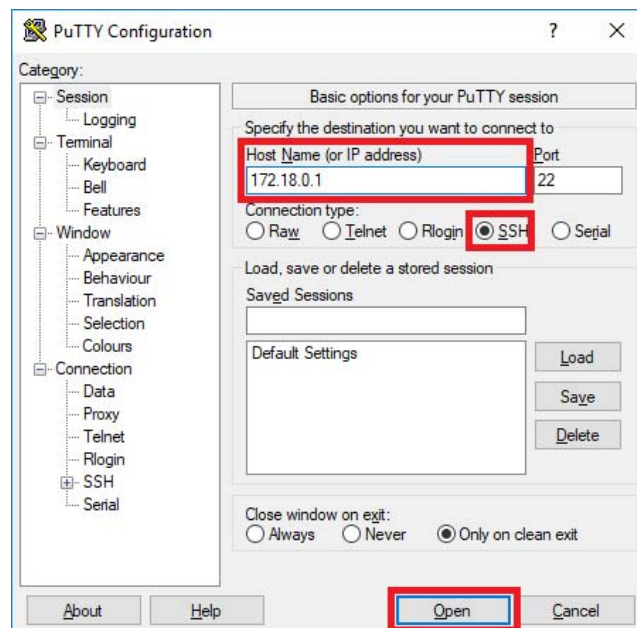 PuTTY Configuration ? ×
Category:
Session
Logging
Terminal
Keyboard
Bell
Features
Window
Appearance
Behaviour
Translation
Selection
Colours
Connection
Data
Proxy
Telnet
Rlogin
SSH
Serial
Basic options for your PuTTY session
Specify the destination you want to connect to
Host Name (or IP address) Port
172.18.0.1 22
Connection type:
Raw Telnet Rlogin SSH Serial
Load, save or delete a stored session
Saved Sessions
Default Settings
Load
Save
Delete
Close window on exit:
Always Never Only on clean exit
About Help Open Cancel